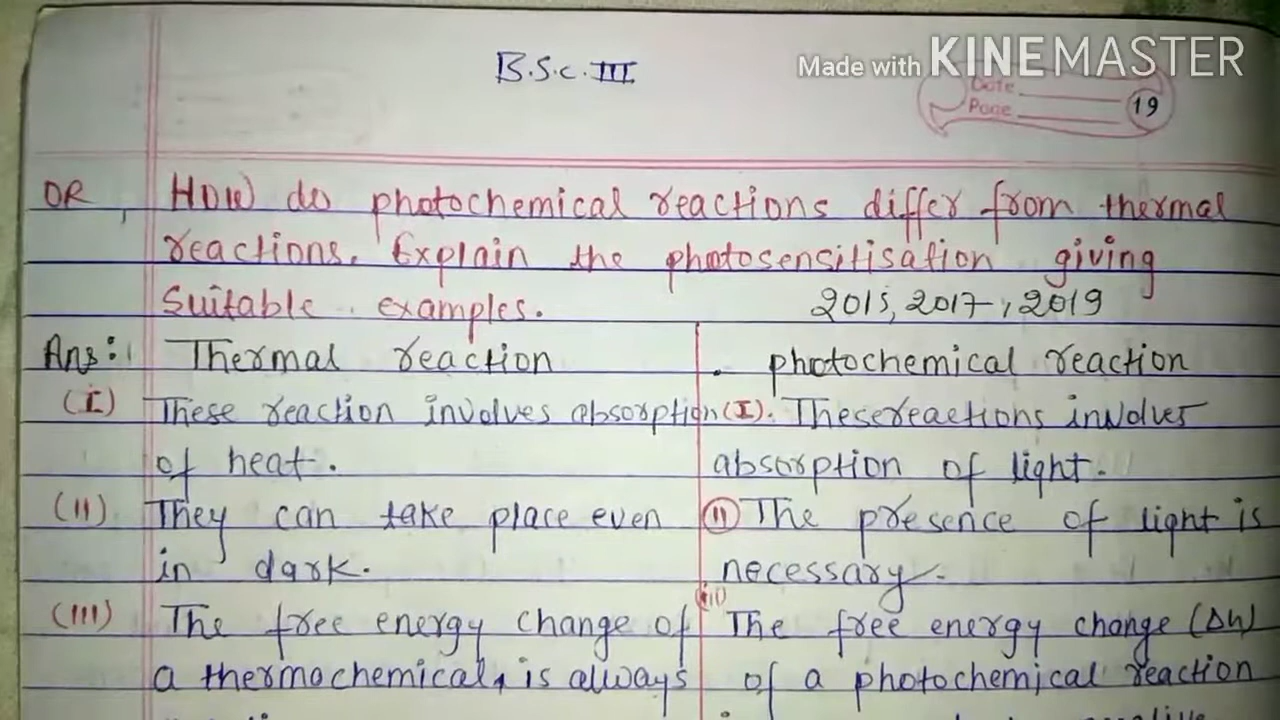 B.Sc. III
Made with KINEMASTER
Date
Page 19
OR, How do photochemical reactions differ from thermal
reactions. Explain the photosensitisation giving
Suitable examples. 2015, 2017, 2019
Ans: Thermal reaction
(I) These reaction involves absorption
of heat.
(II) They can take place even
in dark.
(III) The free energy change of
a thermochemical, is always
photochemical reaction
(I). These reactions involves
absorption of light.
(II) The presence of light is
necessary.
(III) The free energy change
of a photochemical reaction